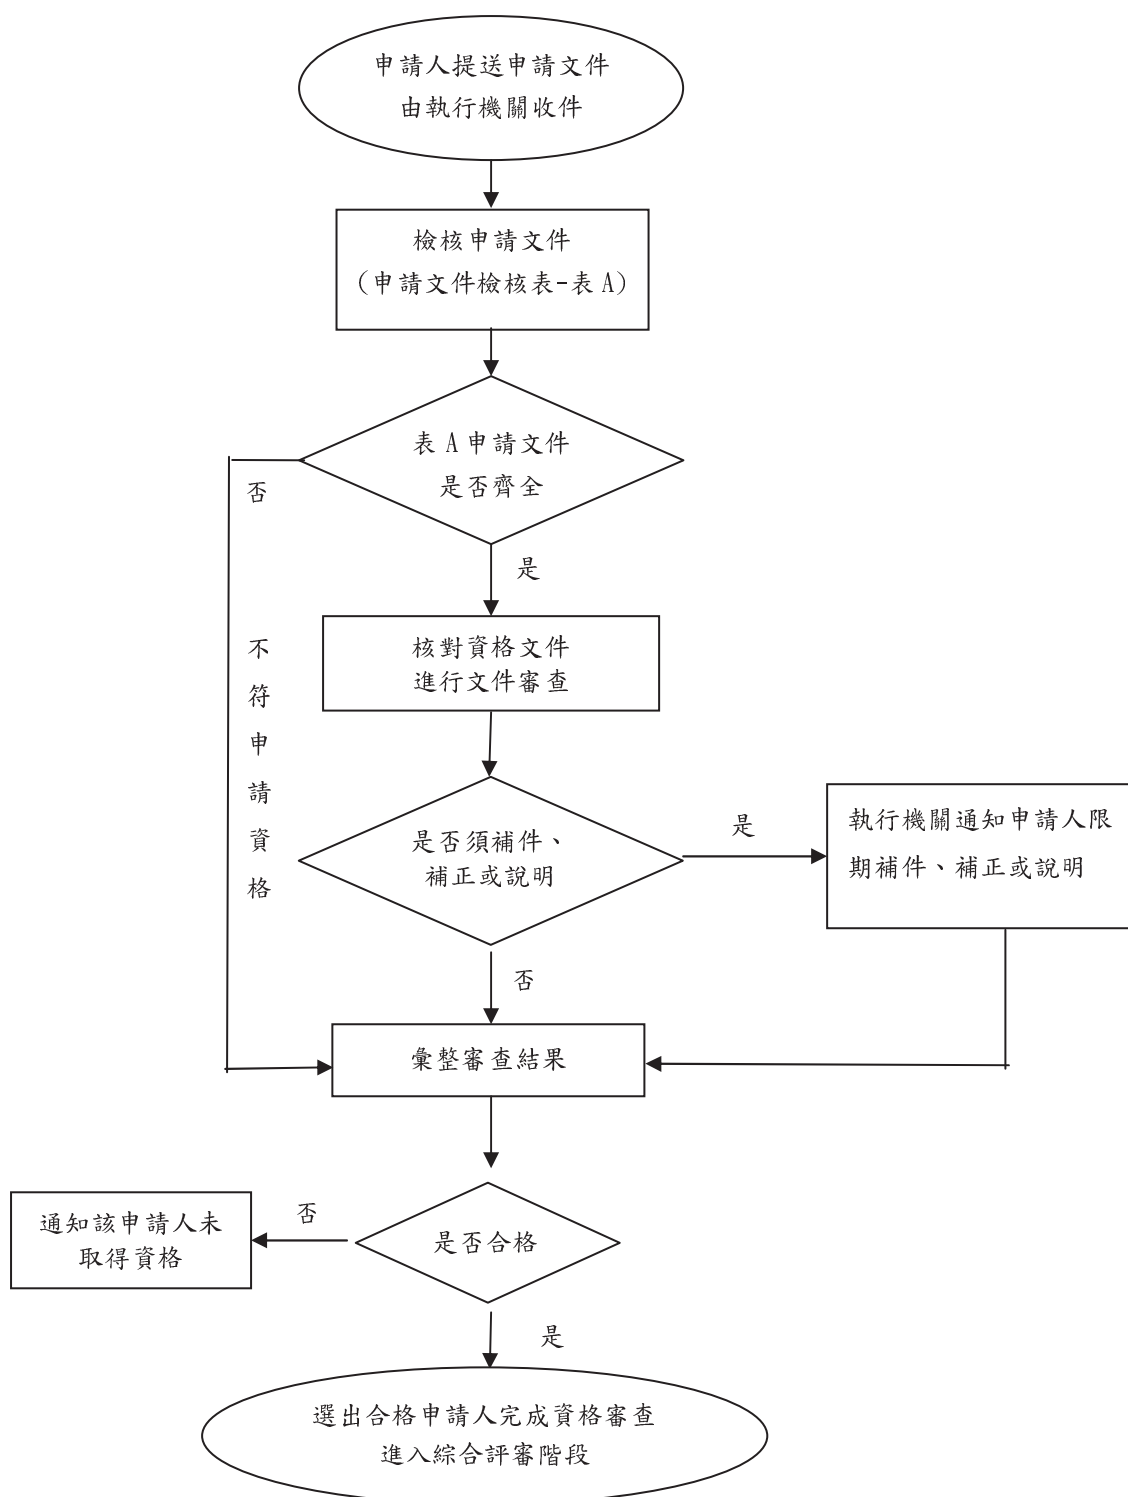 申請人提送申請文件
由執行機關收件
檢核申請文件
(申請文件檢核表-表 A)
表 A 申請文件
是否齊全
否
是
不
符
申
請
資
格
核對資格文件
進行文件審查
是否須補件、
補正或說明
是
執行機關通知申請人限
期補件、補正或說明
否
彙整審查結果
是否合格
否
通知該申請人未
取得資格
是
選出合格申請人完成資格審查
進入綜合評審階段